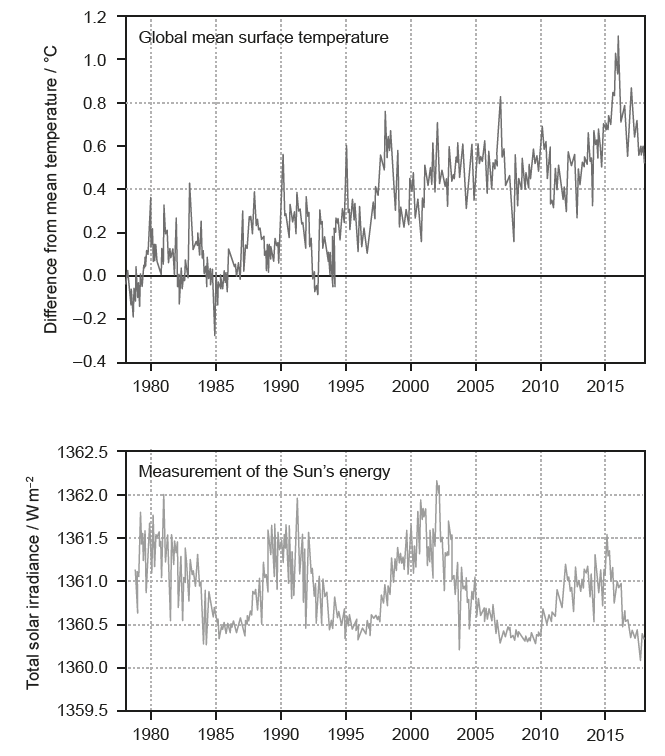 Global mean surface temperature
Difference from mean temperature / °C
1.2
1.0
0.8
0.6
0.4
0.2
0.0
–0.2
–0.4
1980 1985 1990 1995 2000 2005 2010 2015
Measurement of the Sun's energy
Total solar irradiance / W m⁻²
1362.5
1362.0
1361.5
1361.0
1360.5
1360.0
1359.5
1980 1985 1990 1995 2000 2005 2010 2015